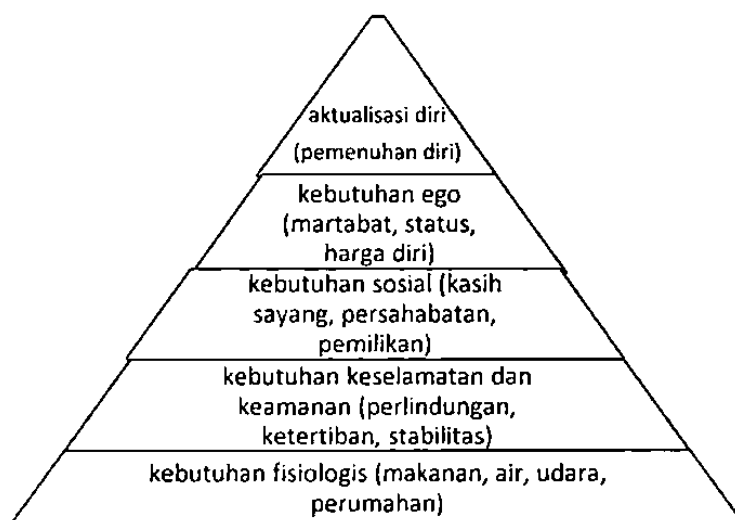 aktualisasi diri
(pemenuhan diri)
kebutuhan ego
(martabat, status,
harga diri)
kebutuhan sosial (kasih
sayang, persahabatan,
pemilikan)
kebutuhan keselamatan dan
keamanan (perlindungan,
ketertiban, stabilitas)
kebutuhan fisiologis (makanan, air, udara,
perumahan)